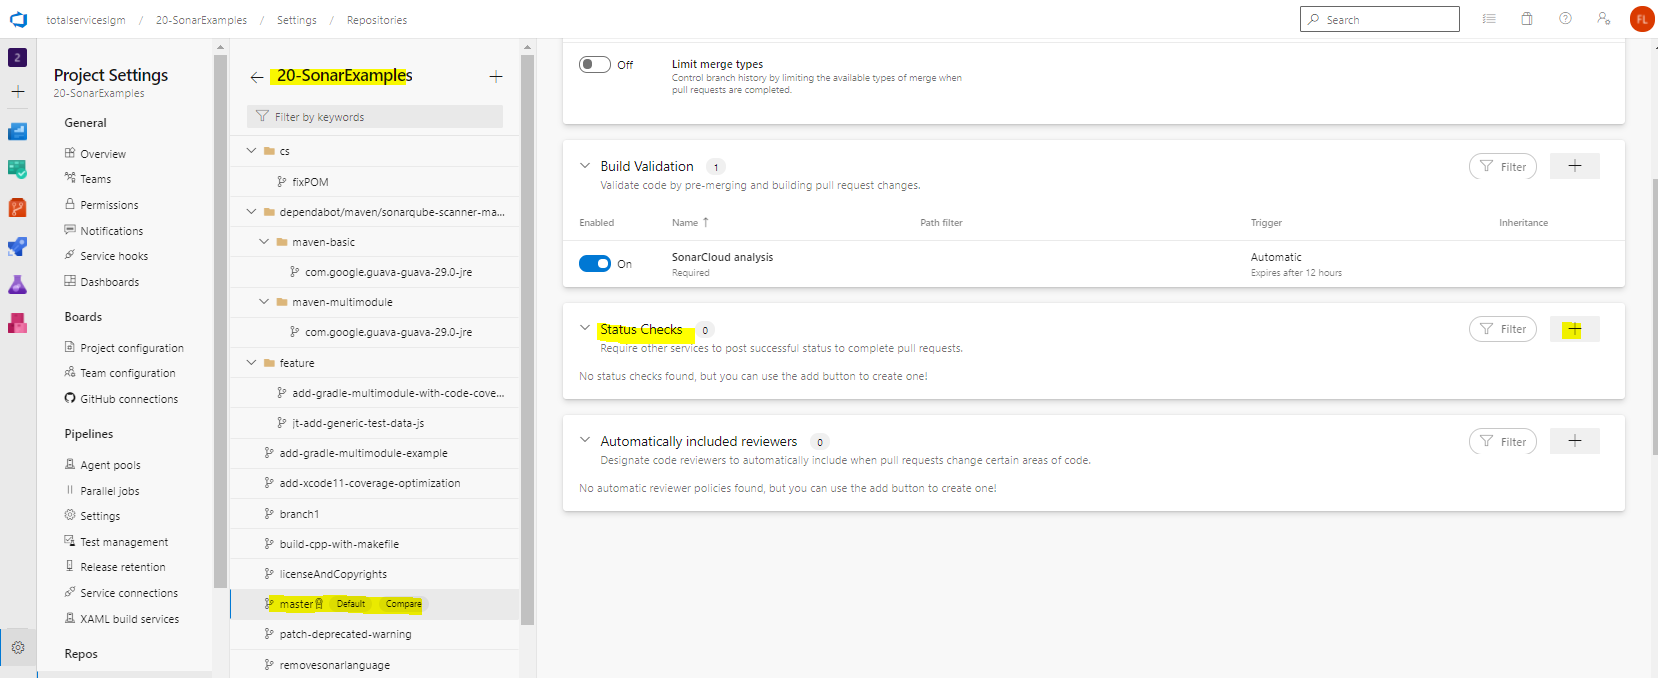 totalserviceslgm / 20-SonarExamples / Settings / Repositories
Search
FL
2
Project Settings
20-SonarExamples
General
Overview
Teams
Permissions
Notifications
Service hooks
Dashboards
Boards
Project configuration
Team configuration
GitHub connections
Pipelines
Agent pools
Parallel jobs
Settings
Test management
Release retention
Service connections
XAML build services
Repos
20-SonarExamples
Filter by keywords
cs
fixPOM
dependabot/maven/sonarqube-scanner-ma...
maven-basic
com.google.guava-guava-29.0-jre
maven-multimodule
com.google.guava-guava-29.0-jre
feature
add-gradle-multimodule-with-code-cove...
jt-add-generic-test-data-js
add-gradle-multimodule-example
add-xcode11-coverage-optimization
branch1
build-cpp-with-makefile
licenseAndCopyrights
master Default Compare
patch-deprecated-warning
removesonarlanguage
Off Limit merge types
Control branch history by limiting the available types of merge when
pull requests are completed.
Build Validation 1 Filter
Validate code by pre-merging and building pull request changes.
Enabled Name Path filter Trigger Inheritance
On SonarCloud analysis Automatic
Required Expires after 12 hours
Status Checks 0 Filter
Require other services to post successful status to complete pull requests.
No status checks found, but you can use the add button to create one!
Automatically included reviewers 0 Filter
Designate code reviewers to automatically include when pull requests change certain areas of code.
No automatic reviewer policies found, but you can use the add button to create one!